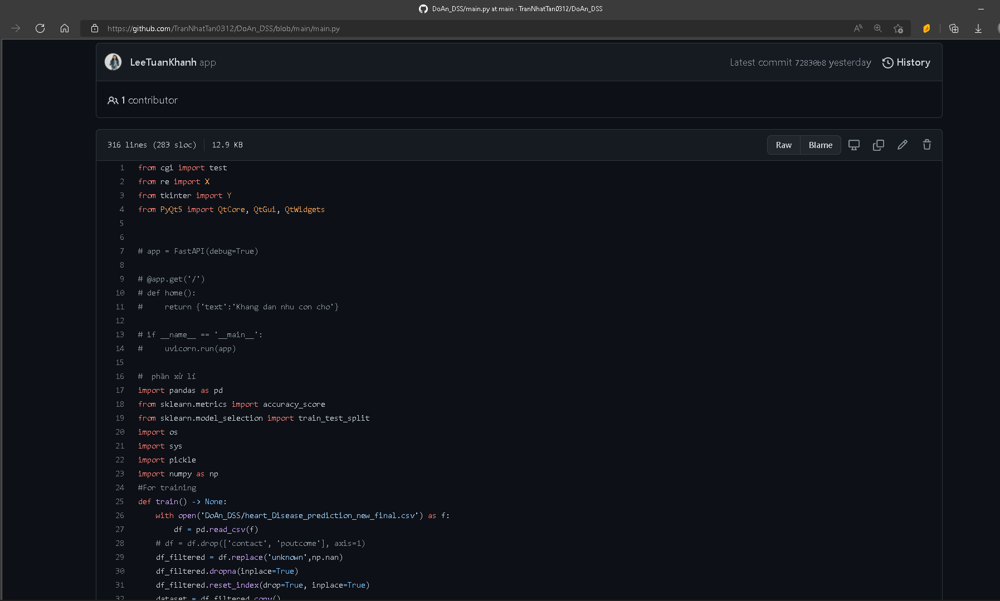 DoAn_DSS/main.py at main · TranNhatTan0312/DoAn_DSS
https://github.com/TranNhatTan0312/DoAn_DSS/blob/main/main.py
LeeTuanKhanh app
Latest commit 72830b8 yesterday
History
1 contributor
316 lines (283 sloc)
12.9 KB
Raw
Blame
1 from cgi import test
2 from re import X
3 from tkinter import Y
4 from PyQt5 import QtCore, QtGui, QtWidgets
5
6
7 # app = FastAPI(debug=True)
8
9 # @app.get('/')
10 # def home():
11 #     return {'text':'Khang dan nhu con cho'}
12
13 # if __name__ == '__main__':
14 #     uvicorn.run(app)
15
16 #  phần xử lí
17 import pandas as pd
18 from sklearn.metrics import accuracy_score
19 from sklearn.model_selection import train_test_split
20 import os
21 import sys
22 import pickle
23 import numpy as np
24 #For training
25 def train() -> None:
26     with open('DoAn_DSS/heart_Disease_prediction_new_final.csv') as f:
27         df = pd.read_csv(f)
28     # df = df.drop(['contact', 'poutcome'], axis=1)
29     df_filtered = df.replace('unknown',np.nan)
30     df_filtered.dropna(inplace=True)
31     df_filtered.reset_index(drop=True, inplace=True)
32     dataset = df_filtered.copy()